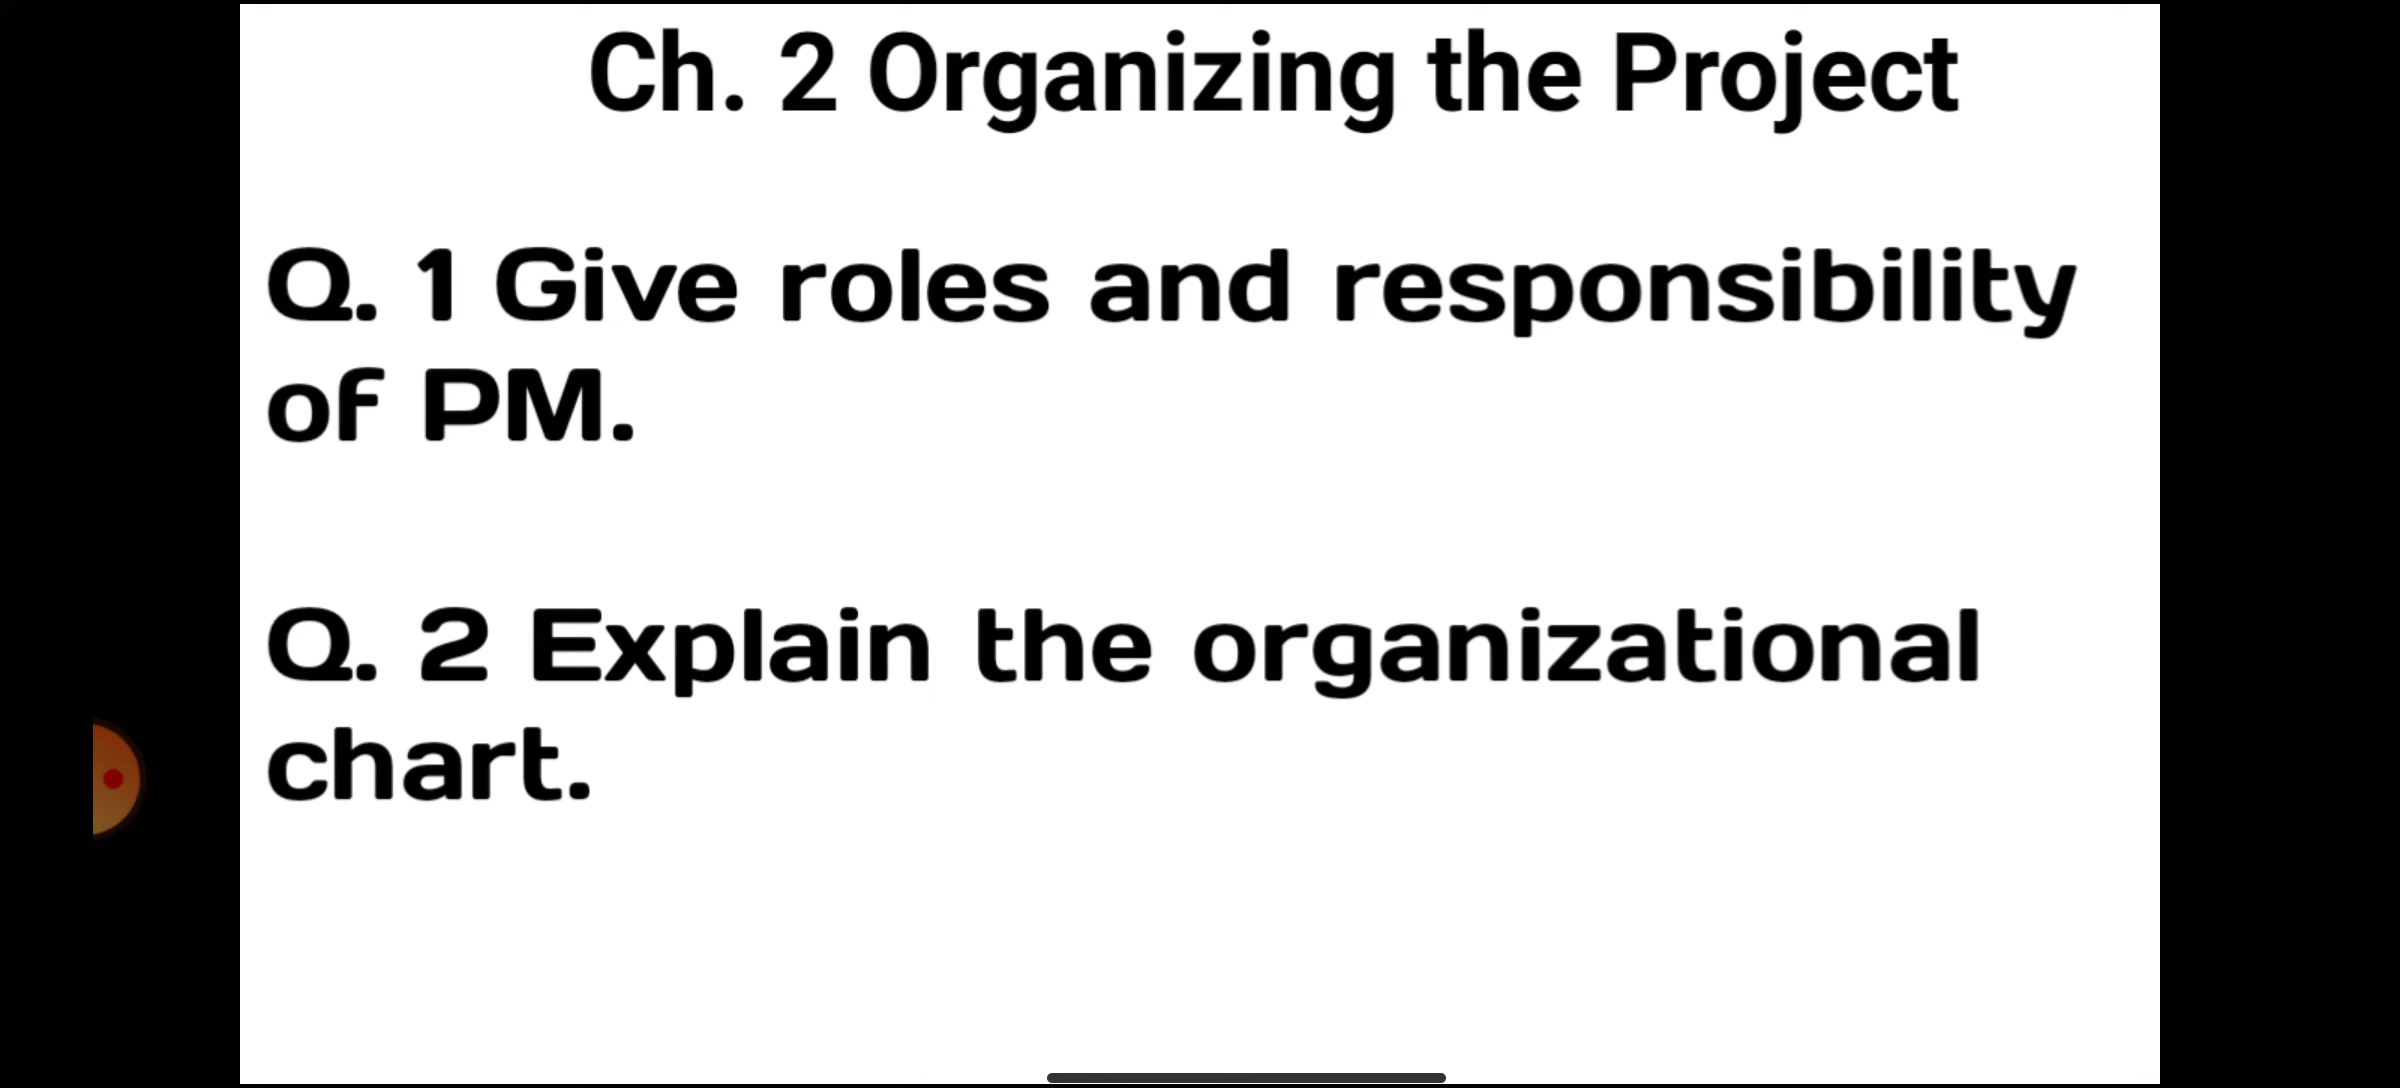 Ch. 2 Organizing the Project
Q. 1 Give roles and responsibility
of PM.
Q. 2 Explain the organizational
chart.